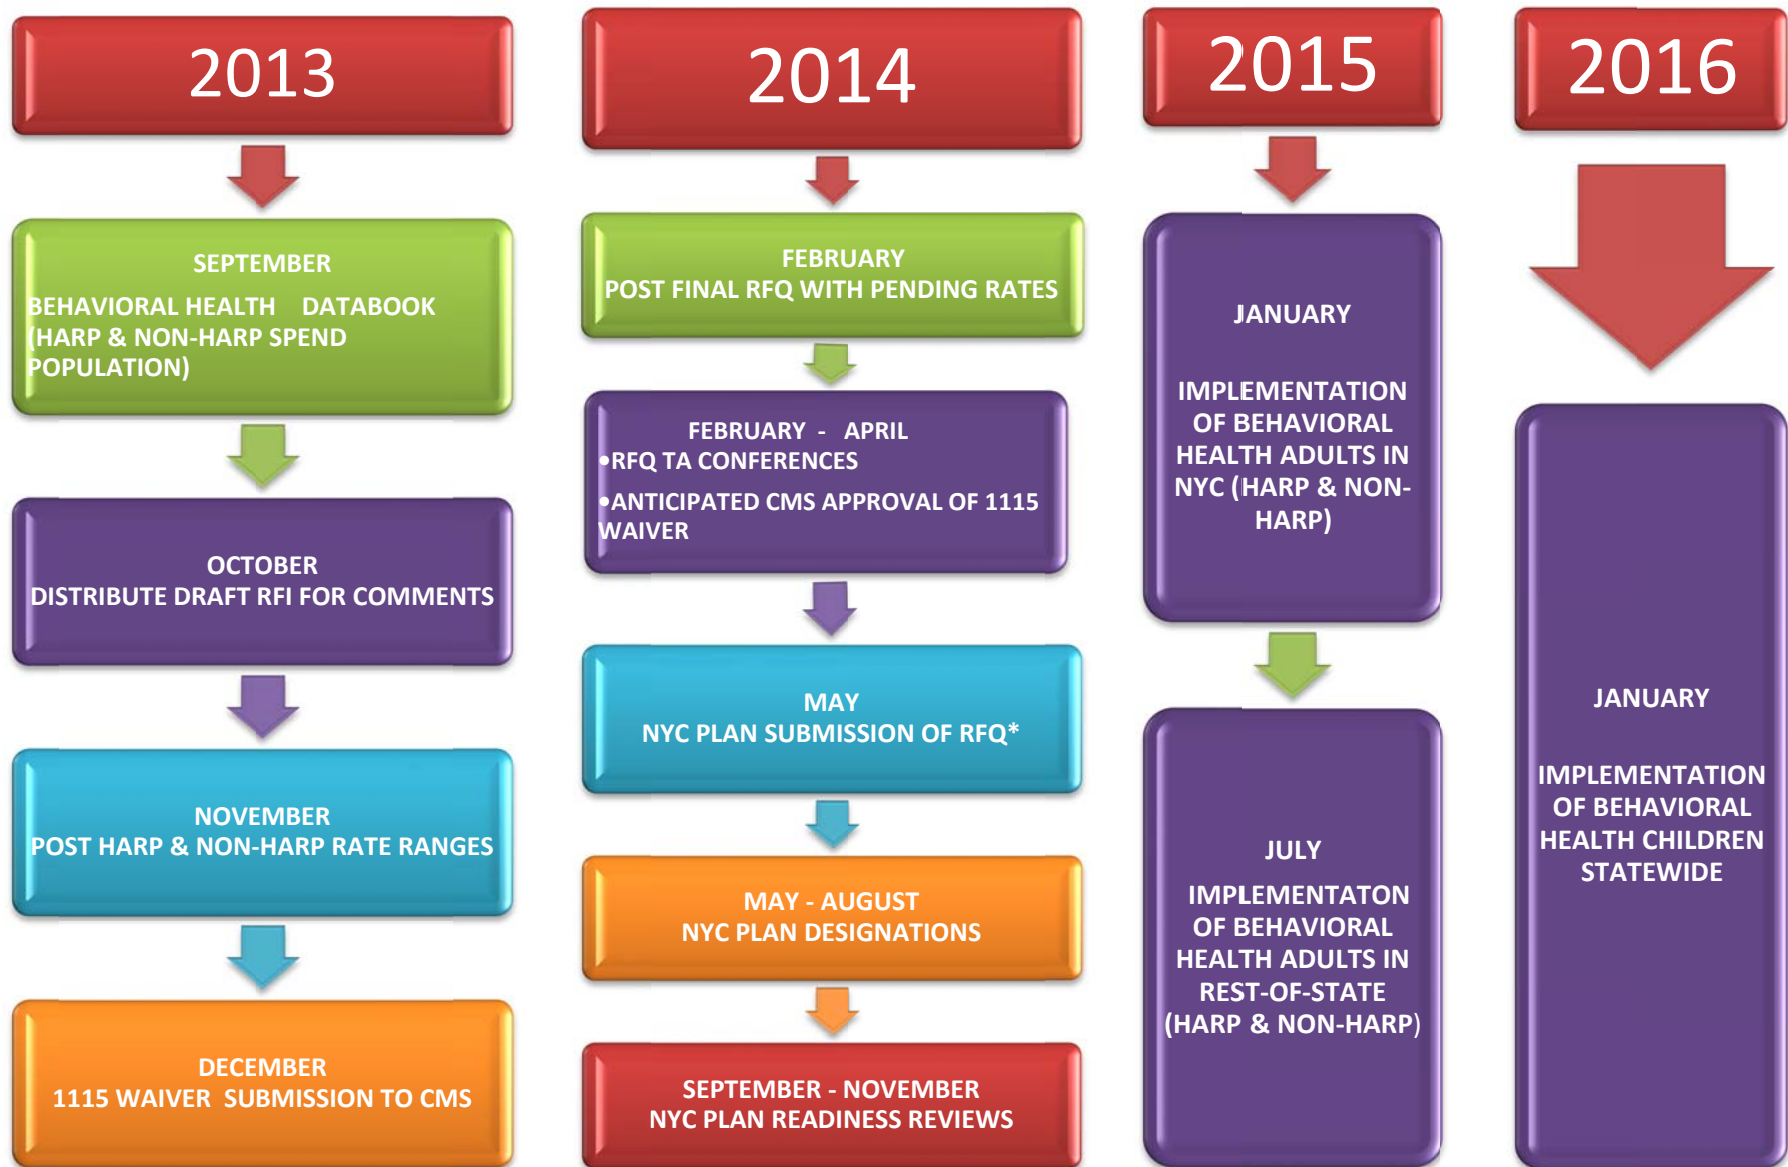 2013
SEPTEMBER
BEHAVIORAL HEALTH DATABOOK
(HARP & NON-HARP SPEND
POPULATION)
OCTOBER
DISTRIBUTE DRAFT RFI FOR COMMENTS
NOVEMBER
POST HARP & NON-HARP RATE RANGES
DECEMBER
1115 WAIVER SUBMISSION TO CMS
2014
FEBRUARY
POST FINAL RFQ WITH PENDING RATES
FEBRUARY - APRIL
•RFQ TA CONFERENCES
•ANTICIPATED CMS APPROVAL OF 1115
WAIVER
MAY
NYC PLAN SUBMISSION OF RFQ*
MAY - AUGUST
NYC PLAN DESIGNATIONS
SEPTEMBER - NOVEMBER
NYC PLAN READINESS REVIEWS
2015
JANUARY
IMPLEMENTATION
OF BEHAVIORAL
HEALTH ADULTS IN
NYC (HARP & NON-
HARP)
JULY
IMPLEMENTATON
OF BEHAVIORAL
HEALTH ADULTS IN
REST-OF-STATE
(HARP & NON-HARP)
2016
JANUARY
IMPLEMENTATION
OF BEHAVIORAL
HEALTH CHILDREN
STATEWIDE